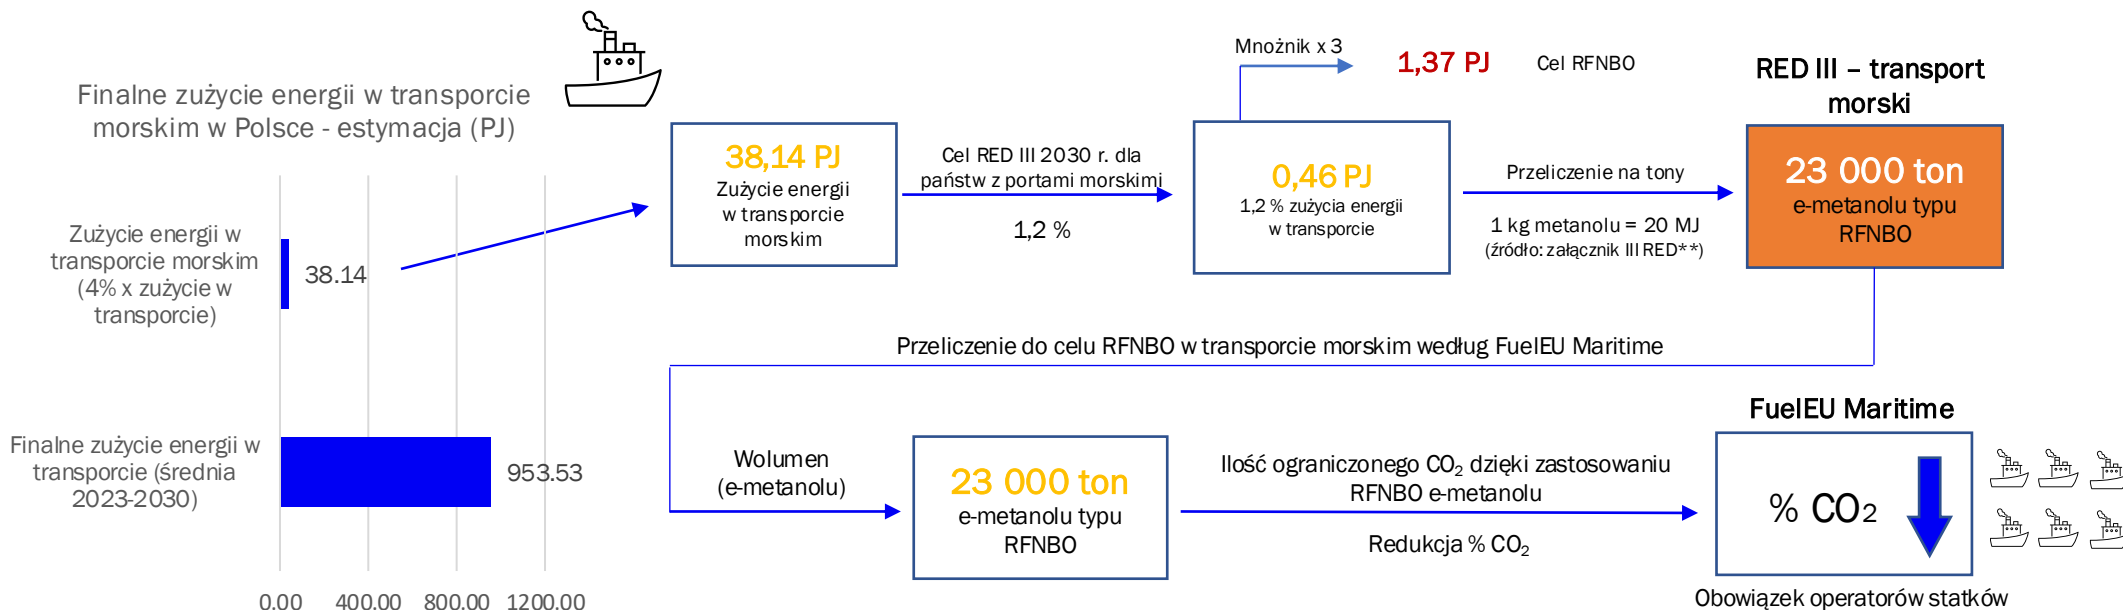 Finalne zużycie energii w transporcie
morskim w Polsce - estymacja (PJ)
Zużycie energii w
transporcie morskim
(4% x zużycie w
transporcie)
38.14
Finalne zużycie energii w
transporcie (średnia
2023-2030)
953.53
0.00 400.00 800.00 1200.00
38,14 PJ
Zużycie energii
w transporcie
morskim
Cel RED III 2030 r. dla
państw z portami morskimi
1,2 %
Mnożnik x 3
1,37 PJ
Cel RFNBO
0,46 PJ
1,2 % zużycia energii
w transporcie
Przeliczenie na tony
1 kg metanolu = 20 MJ
(źródło: załącznik III RED**)
RED III – transport
morski
23 000 ton
e-metanolu typu
RFNBO
Przeliczenie do celu RFNBO w transporcie morskim według FuelEU Maritime
Wolumen
(e-metanolu)
23 000 ton
e-metanolu typu
RFNBO
Ilość ograniczonego CO₂ dzięki zastosowaniu
RFNBO e-metanolu
Redukcja % CO₂
FuelEU Maritime
% CO₂
Obowiązek operatorów statków